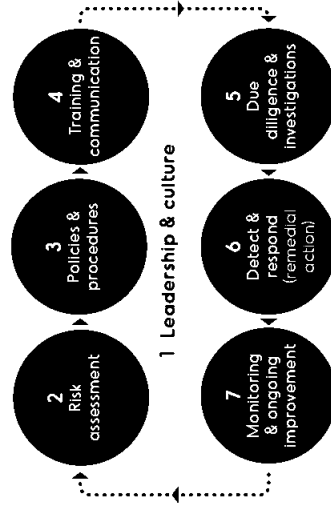 1 Leadership & culture
2
Risk
assessment
3
Policies &
procedures
4
Training &
communication
5
Due
diligence &
investigations
6
Detect &
respond
(remedial
action)
7
Monitoring
& ongoing
improvement